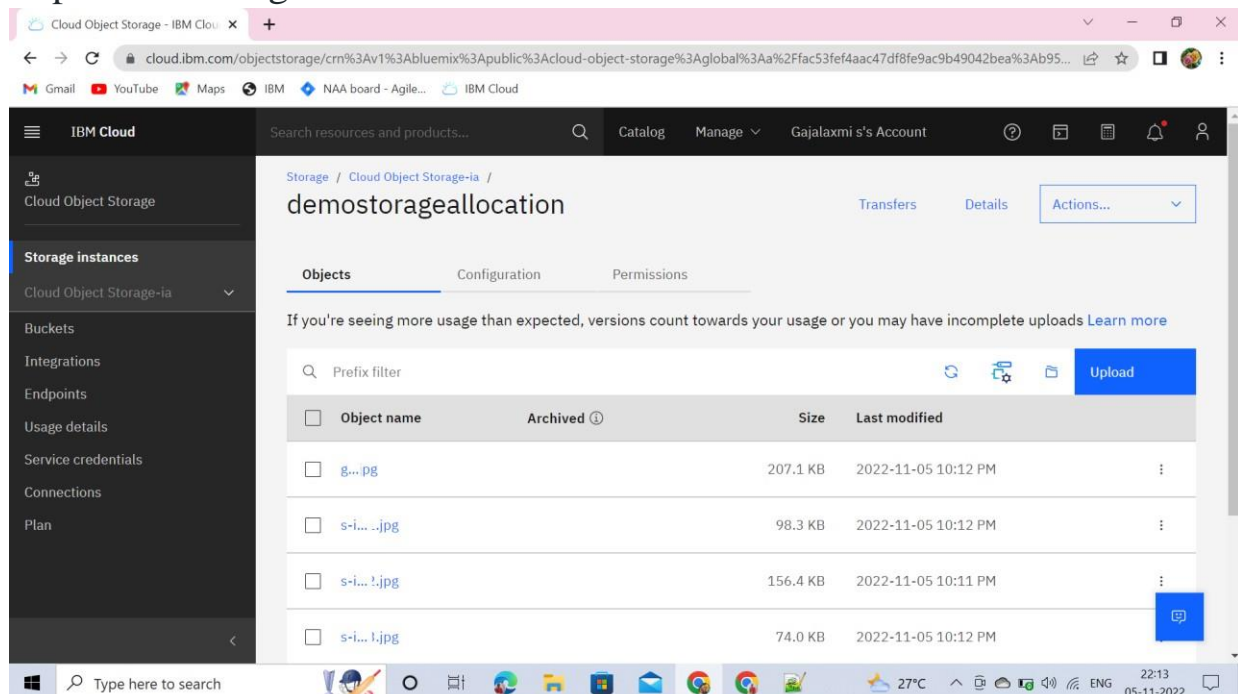 Cloud Object Storage - IBM Clou
cloud.ibm.com/objectstorage/crn%3Av1%3Abluemix%3Apublic%3Acloud-object-storage%3Aglobal%3Aa%2Ffac53fef4aac47df8fe9ac9b49042bea%3Ab95...
Gmail YouTube Maps IBM NAA board - Agile... IBM Cloud
IBM Cloud Search resources and products... Catalog Manage Gajalaxmi s's Account
Cloud Object Storage
Storage instances
Cloud Object Storage-ia
Buckets
Integrations
Endpoints
Usage details
Service credentials
Connections
Plan
Storage / Cloud Object Storage-ia /
demostorageallocation Transfers Details Actions...
Objects Configuration Permissions
If you're seeing more usage than expected, versions count towards your usage or you may have incomplete uploads Learn more
Prefix filter Upload
Object name Archived Size Last modified
g... pg 207.1 KB 2022-11-05 10:12 PM
s-i... .jpg 98.3 KB 2022-11-05 10:12 PM
s-i... .jpg 156.4 KB 2022-11-05 10:11 PM
s-i... .jpg 74.0 KB 2022-11-05 10:12 PM
Type here to search 27°C ENG 22:13
05-11-2022